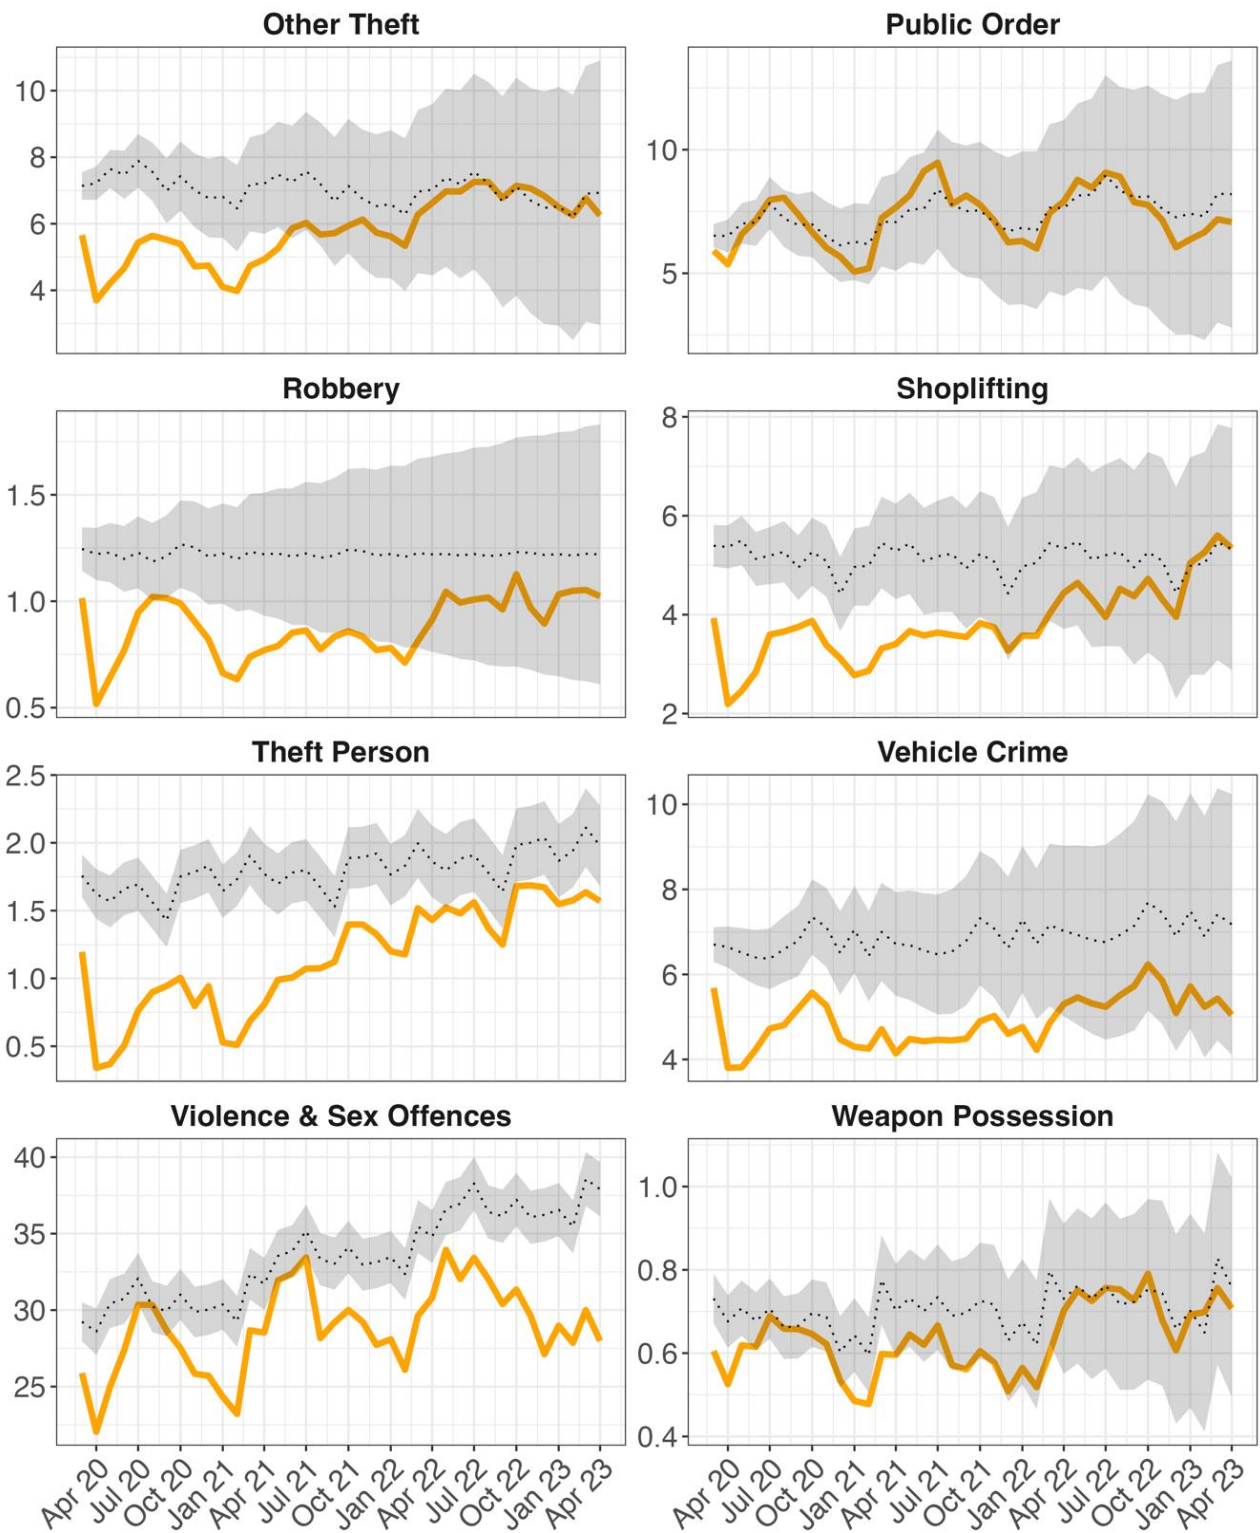 Other Theft
Public Order
10
8
6
4
10
5
Robbery
Shoplifting
1.5
1.0
0.5
8
6
4
2
Theft Person
Vehicle Crime
2.5
2.0
1.5
1.0
0.5
10
8
6
4
Violence & Sex Offences
Weapon Possession
40
35
30
25
1.0
0.8
0.6
0.4
Apr 20
Jul 20
Oct 20
Jan 21
Apr 21
Jul 21
Oct 21
Jan 22
Apr 22
Jul 22
Oct 22
Jan 23
Apr 23
Apr 20
Jul 20
Oct 20
Jan 21
Apr 21
Jul 21
Oct 21
Jan 22
Apr 22
Jul 22
Oct 22
Jan 23
Apr 23